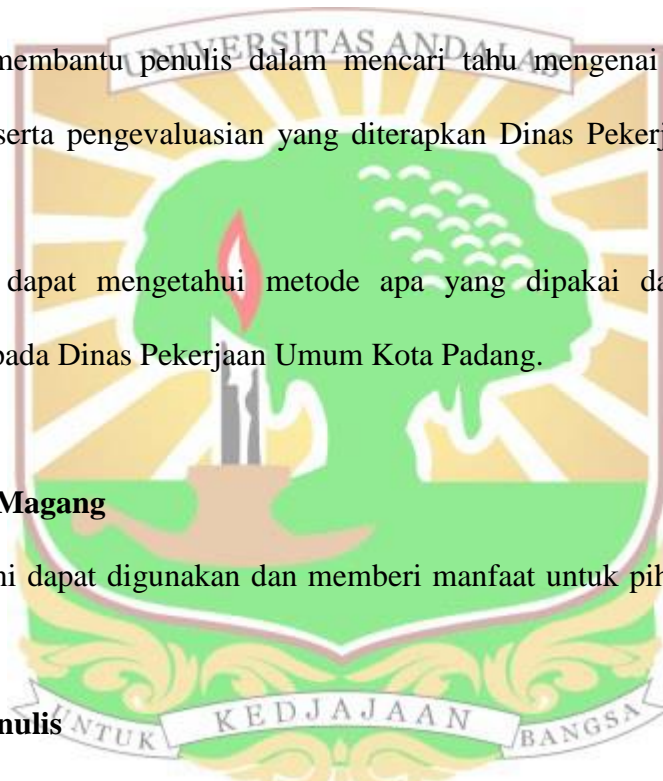 UNIVERSITAS ANDALAS
membantu penulis dalam mencari tahu mengenai
serta pengevaluasian yang diterapkan Dinas Pekerj
dapat mengetahui metode apa yang dipakai da
pada Dinas Pekerjaan Umum Kota Padang.
Magang
ni dapat digunakan dan memberi manfaat untuk pih
nulis
UNTUK KEDJAJAAN BANGSA